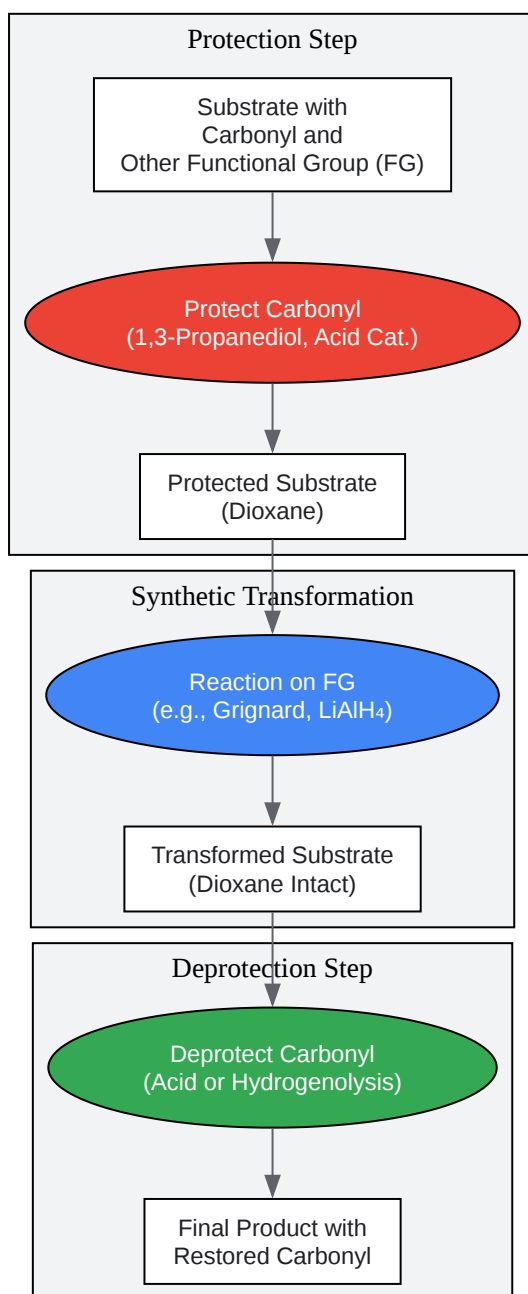 Protection Step
Substrate with
Carbonyl and
Other Functional Group (FG)
Protect Carbonyl
(1,3-Propanediol, Acid Cat.)
Protected Substrate
(Dioxane)
Synthetic Transformation
Reaction on FG
(e.g., Grignard, LiAlH₄)
Transformed Substrate
(Dioxane Intact)
Deprotection Step
Deprotect Carbonyl
(Acid or Hydrogenolysis)
Final Product with
Restored Carbonyl